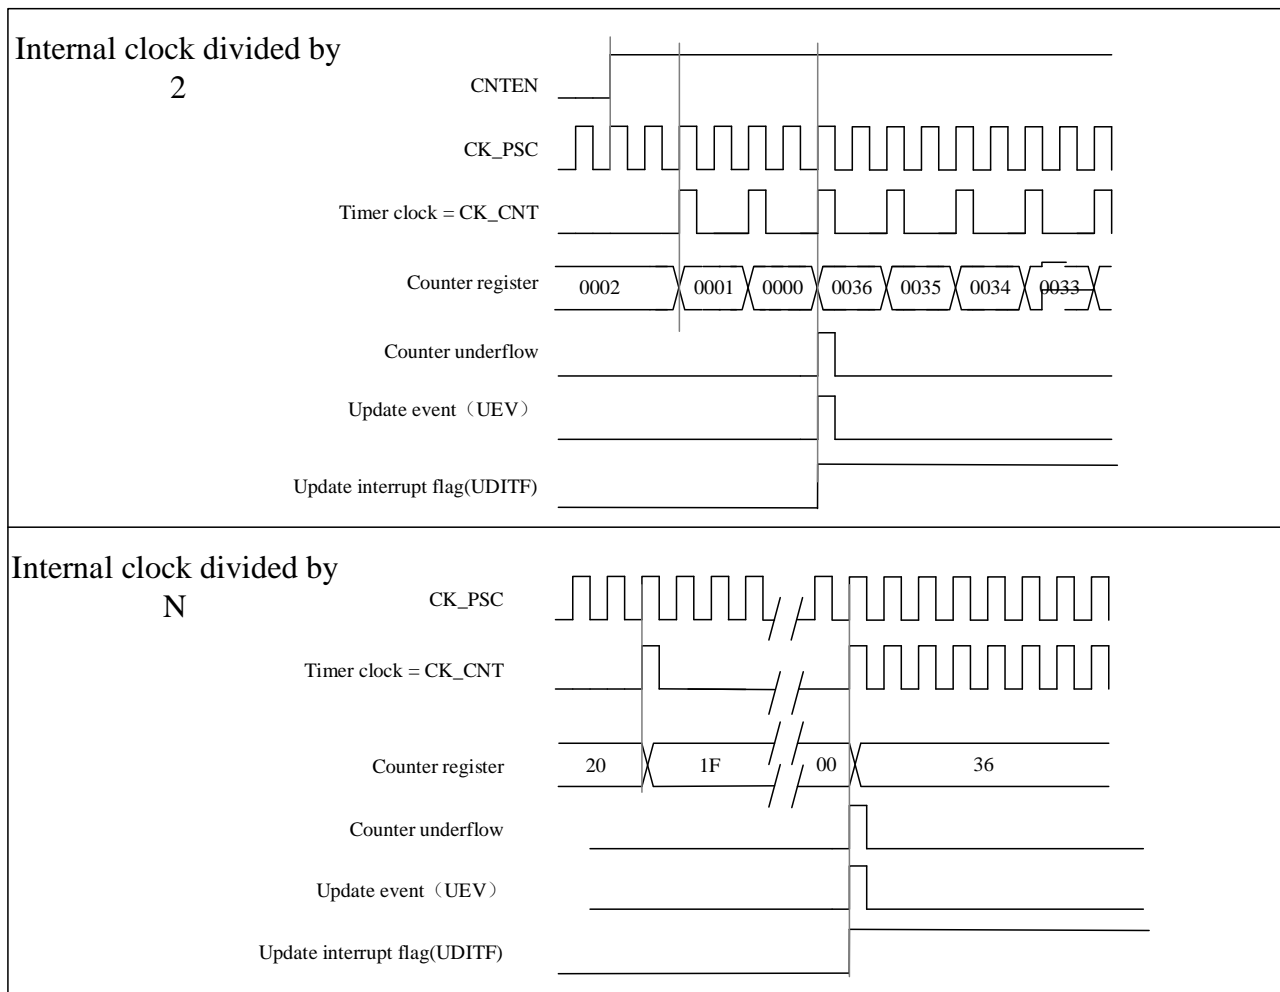 Internal clock divided by
2
CNTEN
CK_PSC
Timer clock = CK_CNT
Counter register
0002 0001 0000 0036 0035 0034 0033
Counter underflow
Update event（UEV）
Update interrupt flag(UDITF)
Internal clock divided by
N
CK_PSC
Timer clock = CK_CNT
Counter register
20 1F 00 36
Counter underflow
Update event（UEV）
Update interrupt flag(UDITF)